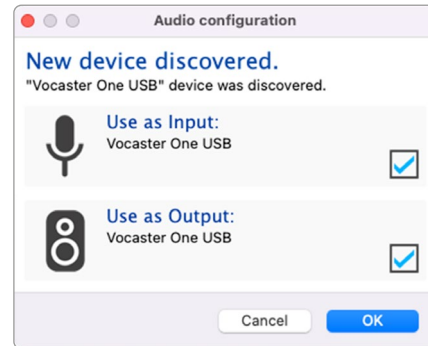 Audio configuration
New device discovered.
"Vocaster One USB" device was discovered.
Use as Input:
Vocaster One USB
Use as Output:
Vocaster One USB
Cancel OK